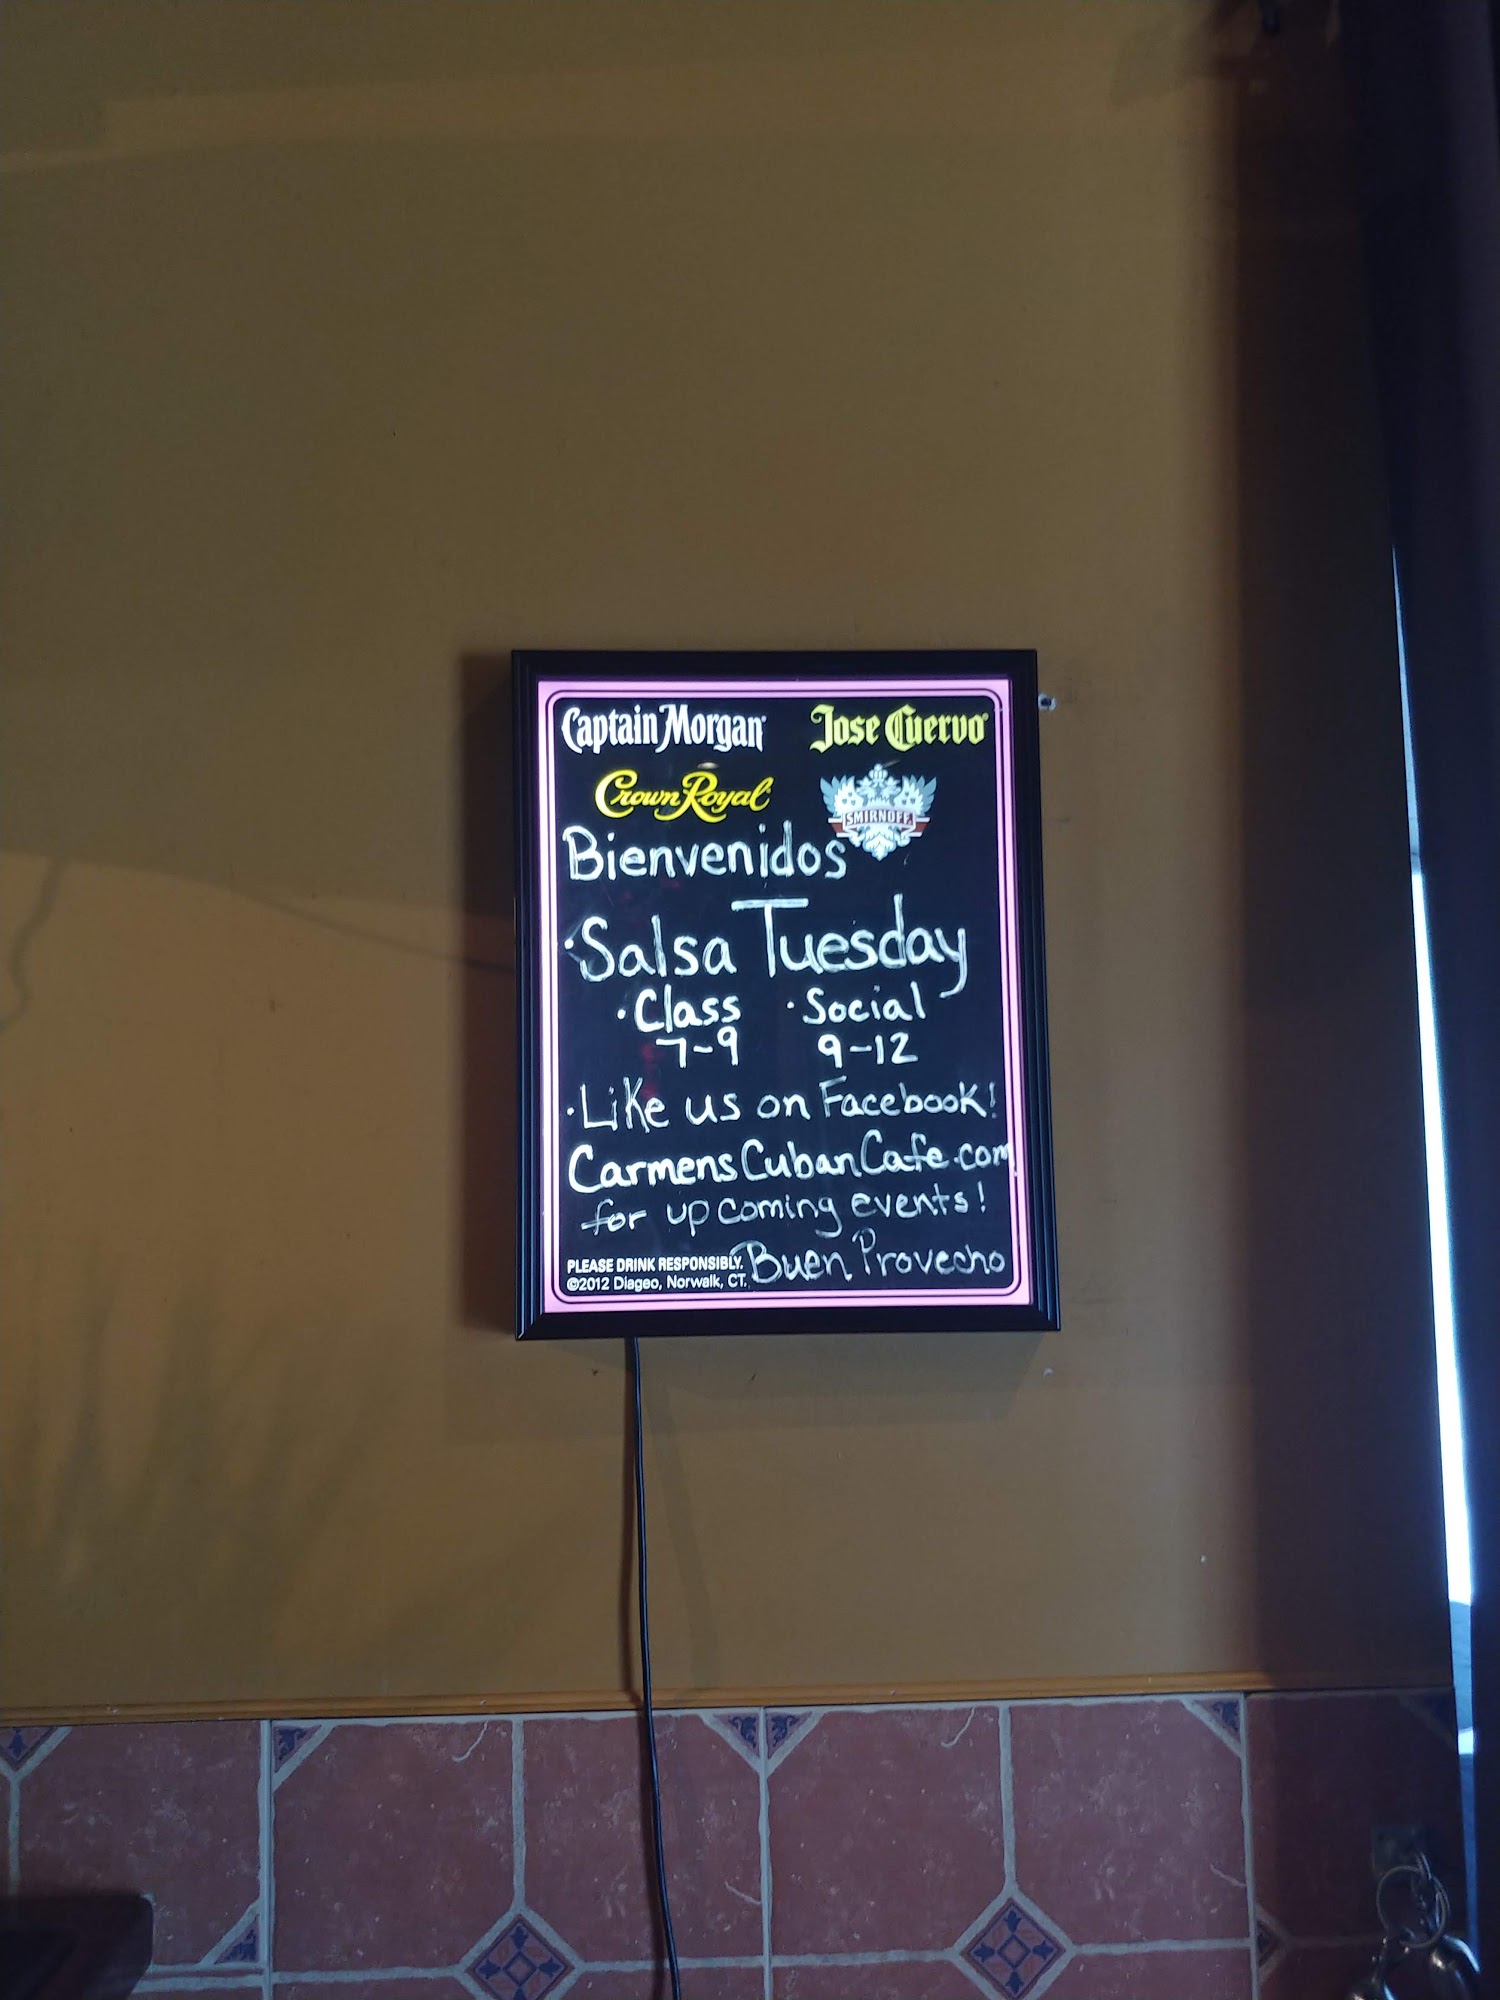 Captain Morgan Jose Cuervo
Crown Royal SMIRNOFF
Bienvenidos
·Salsa Tuesday
·Class ·Social
7-9 9-12
·Like us on Facebook!
CarmensCubanCafe.com
for upcoming events!
PLEASE DRINK RESPONSIBLY. Buen Provecho
©2012 Diageo, Norwalk, CT.